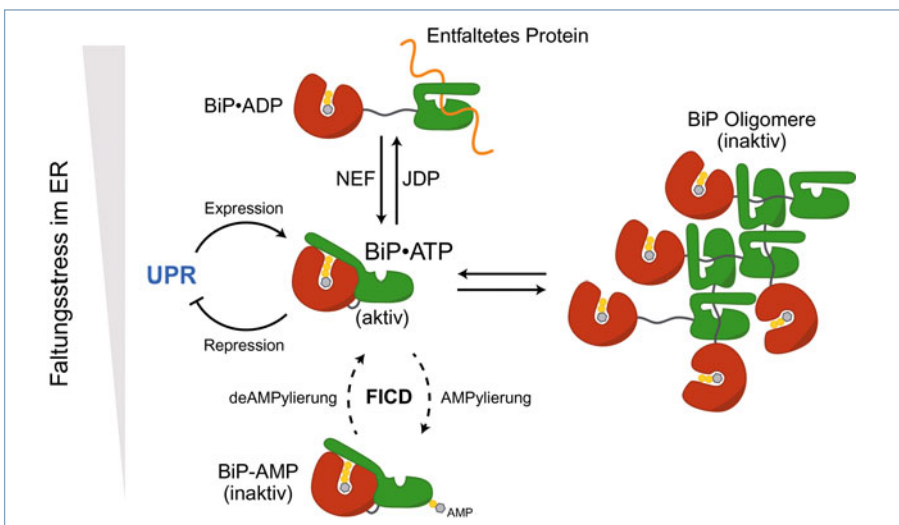 Faltungsstress im ER
Entfaltetes Protein
BiP•ADP
NEF
JDP
BiP Oligomere
(inaktiv)
Expression
UPR
BiP•ATP
(aktiv)
Repression
deAMPylierung
FICD
AMPylierung
BiP-AMP
(inaktiv)
AMP